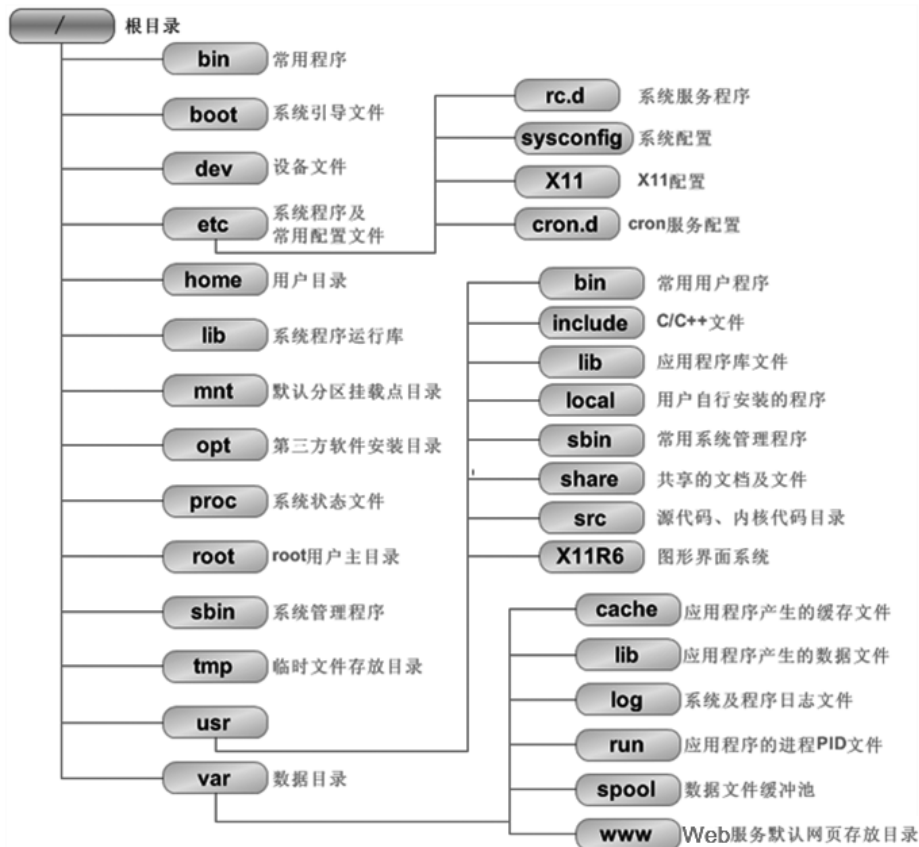 / 根目录
bin 常用程序
boot 系统引导文件
dev 设备文件
etc 系统程序及
常用配置文件
home 用户目录
lib 系统程序运行库
mnt 默认分区挂载点目录
opt 第三方软件安装目录
proc 系统状态文件
root root用户主目录
sbin 系统管理程序
tmp 临时文件存放目录
usr
var 数据目录
rc.d 系统服务程序
sysconfig 系统配置
X11 X11配置
cron.d cron服务配置
bin 常用用户程序
include C/C++文件
lib 应用程序库文件
local 用户自行安装的程序
sbin 常用系统管理程序
share 共享的文档及文件
src 源代码、内核代码目录
X11R6 图形界面系统
cache 应用程序产生的缓存文件
lib 应用程序产生的数据文件
log 系统及程序日志文件
run 应用程序的进程PID文件
spool 数据文件缓冲池
www Web服务默认网页存放目录